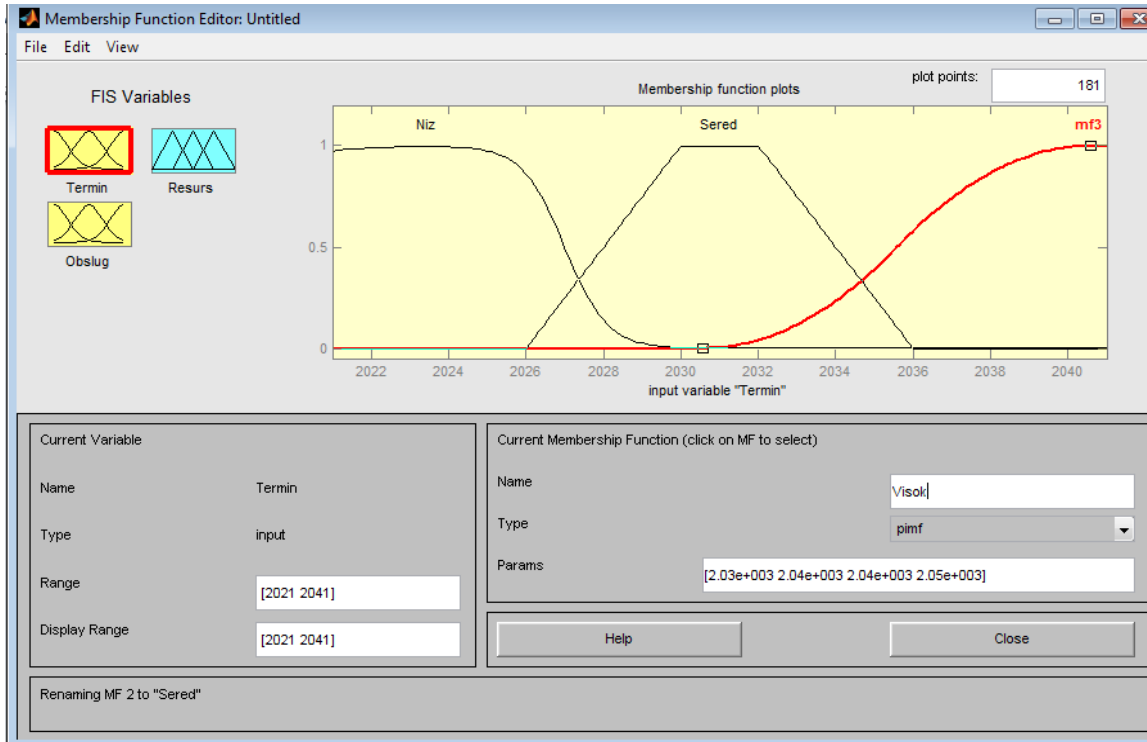 Membership Function Editor: Untitled
File Edit View
FIS Variables
Termin
Resurs
Obslug
Membership function plots
plot points:
181
Niz
Sered
mf3
1
0.5
0
2022 2024 2026 2028 2030 2032 2034 2036 2038 2040
input variable "Termin"
Current Variable
Name
Termin
Type
input
Range
[2021 2041]
Display Range
[2021 2041]
Current Membership Function (click on MF to select)
Name
Visok
Type
pimf
Params
[2.03e+003 2.04e+003 2.04e+003 2.05e+003]
Help
Close
Renaming MF 2 to "Sered"